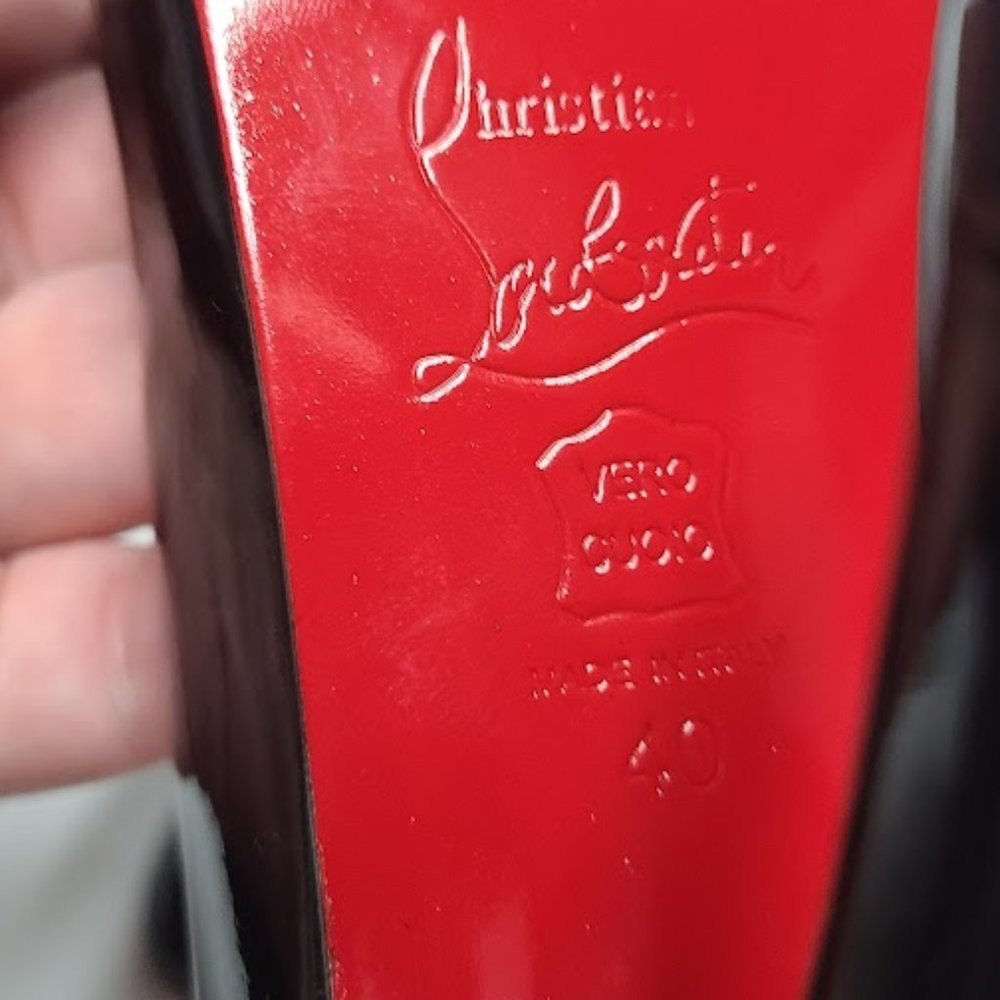 Christian
Louboutin
VERO
CUOIO
MADE IN ITALY
40